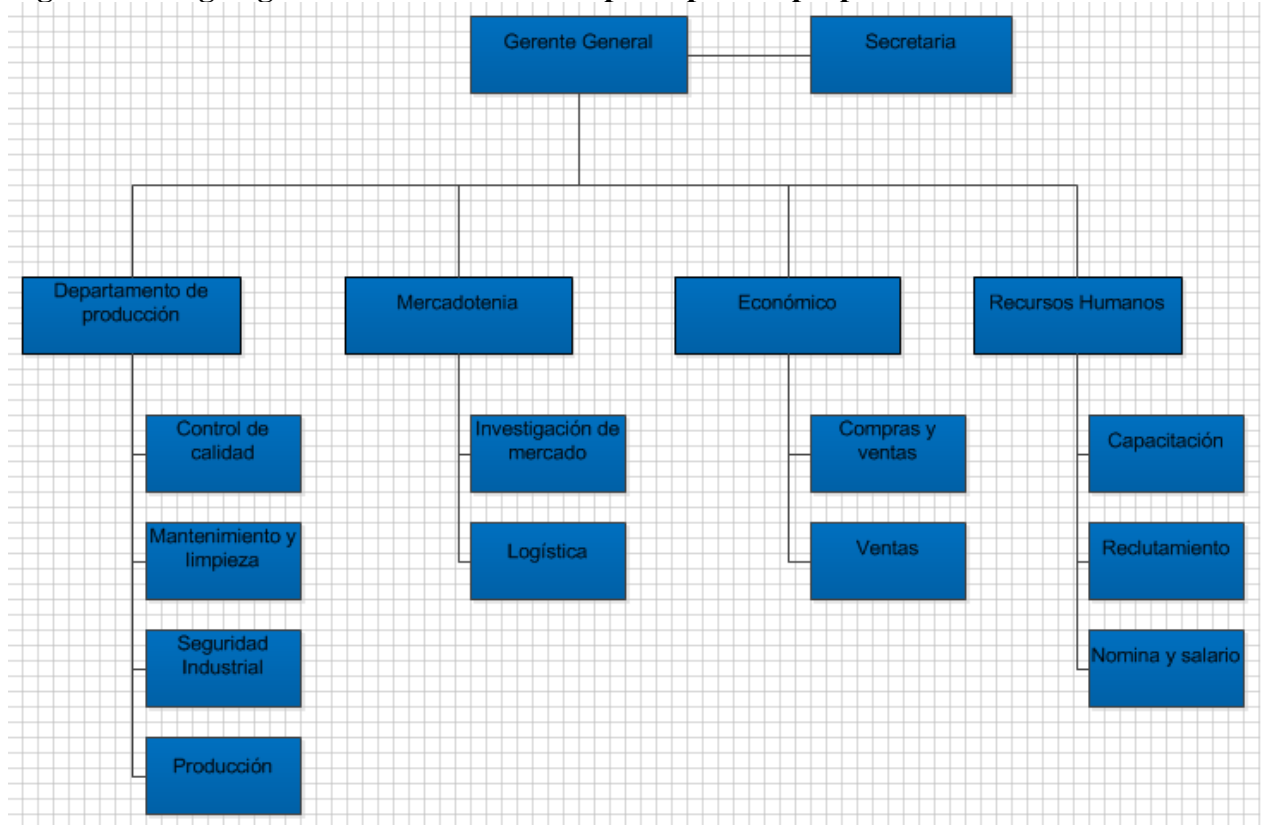 Gerente General
Secretaria
Departamento de
producción
Mercadotenia
Económico
Recursos Humanos
Control de
calidad
Mantenimiento y
limpieza
Seguridad
Industrial
Producción
Investigación de
mercado
Logística
Compras y
ventas
Ventas
Capacitación
Reclutamiento
Nomina y salario